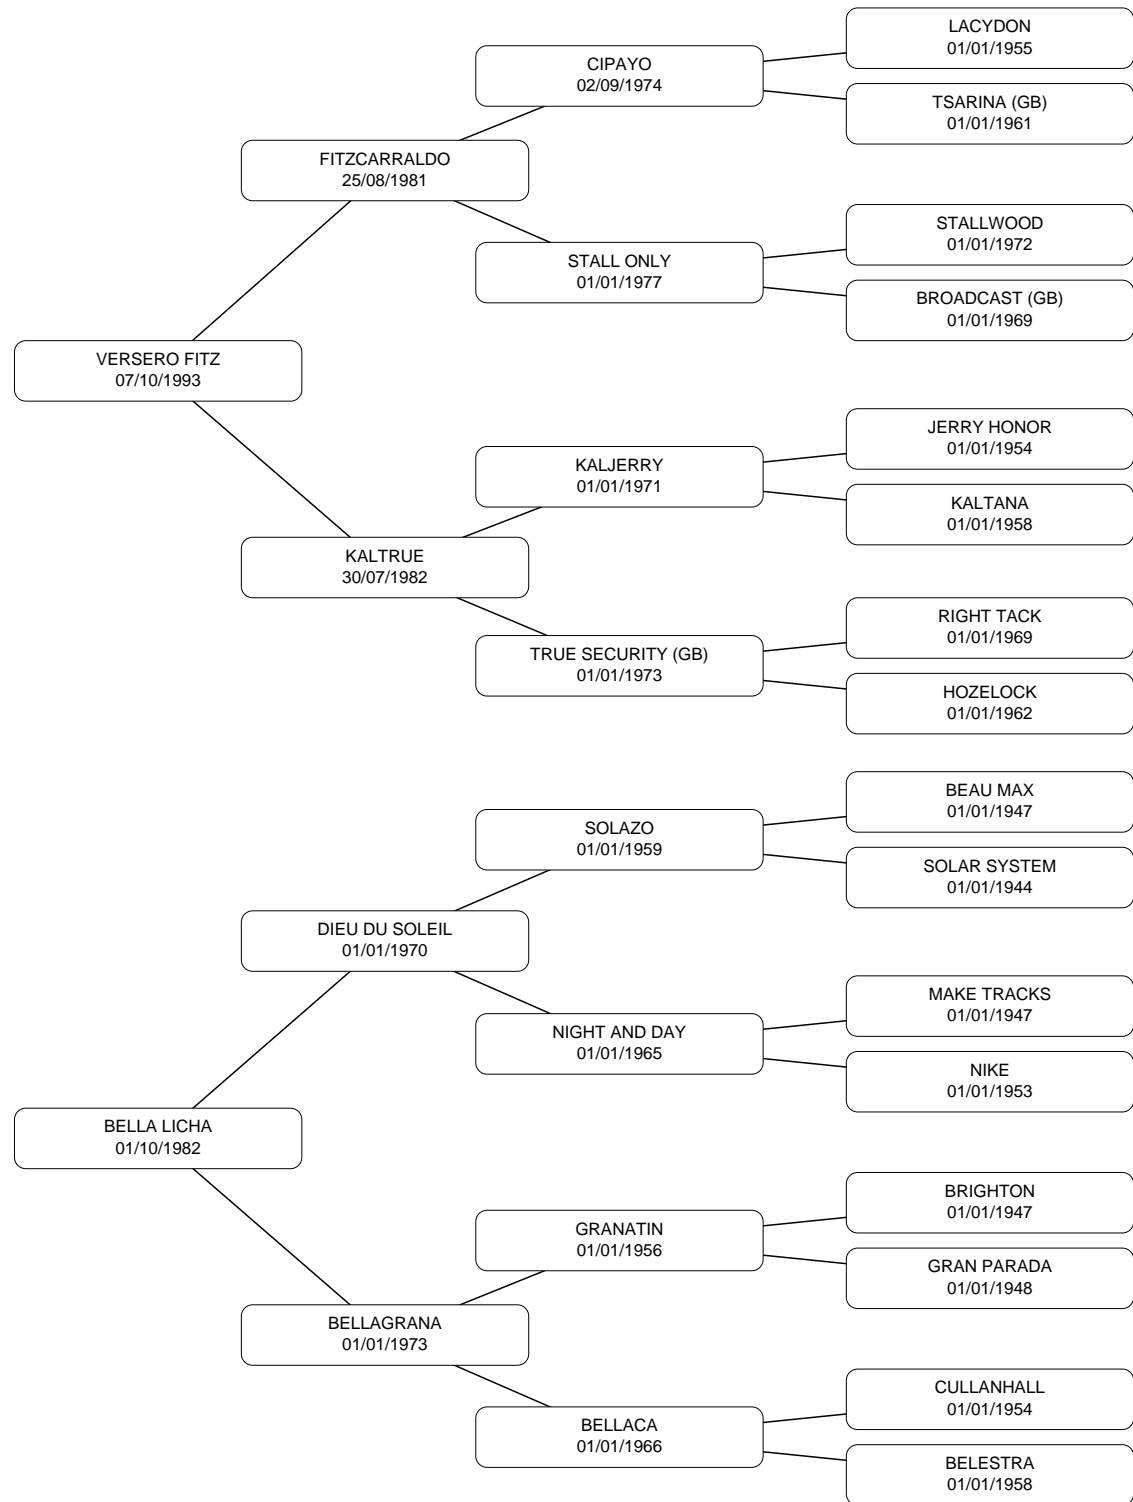 LACYDON
01/01/1955
CIPAYO
02/09/1974
TSARINA (GB)
01/01/1961
FITZCARRALDO
25/08/1981
STALLWOOD
01/01/1972
STALL ONLY
01/01/1977
BROADCAST (GB)
01/01/1969
VERSERO FITZ
07/10/1993
JERRY HONOR
01/01/1954
KALJERRY
01/01/1971
KALTANA
01/01/1958
KALTRUE
30/07/1982
RIGHT TACK
01/01/1969
TRUE SECURITY (GB)
01/01/1973
HOZELOCK
01/01/1962
BEAU MAX
01/01/1947
SOLAZO
01/01/1959
SOLAR SYSTEM
01/01/1944
DIEU DU SOLEIL
01/01/1970
MAKE TRACKS
01/01/1947
NIGHT AND DAY
01/01/1965
NIKE
01/01/1953
BELLA LICHA
01/10/1982
BRIGHTON
01/01/1947
GRANATIN
01/01/1956
GRAN PARADA
01/01/1948
BELLAGRANA
01/01/1973
CULLANHALL
01/01/1954
BELLACA
01/01/1966
BELESTRA
01/01/1958